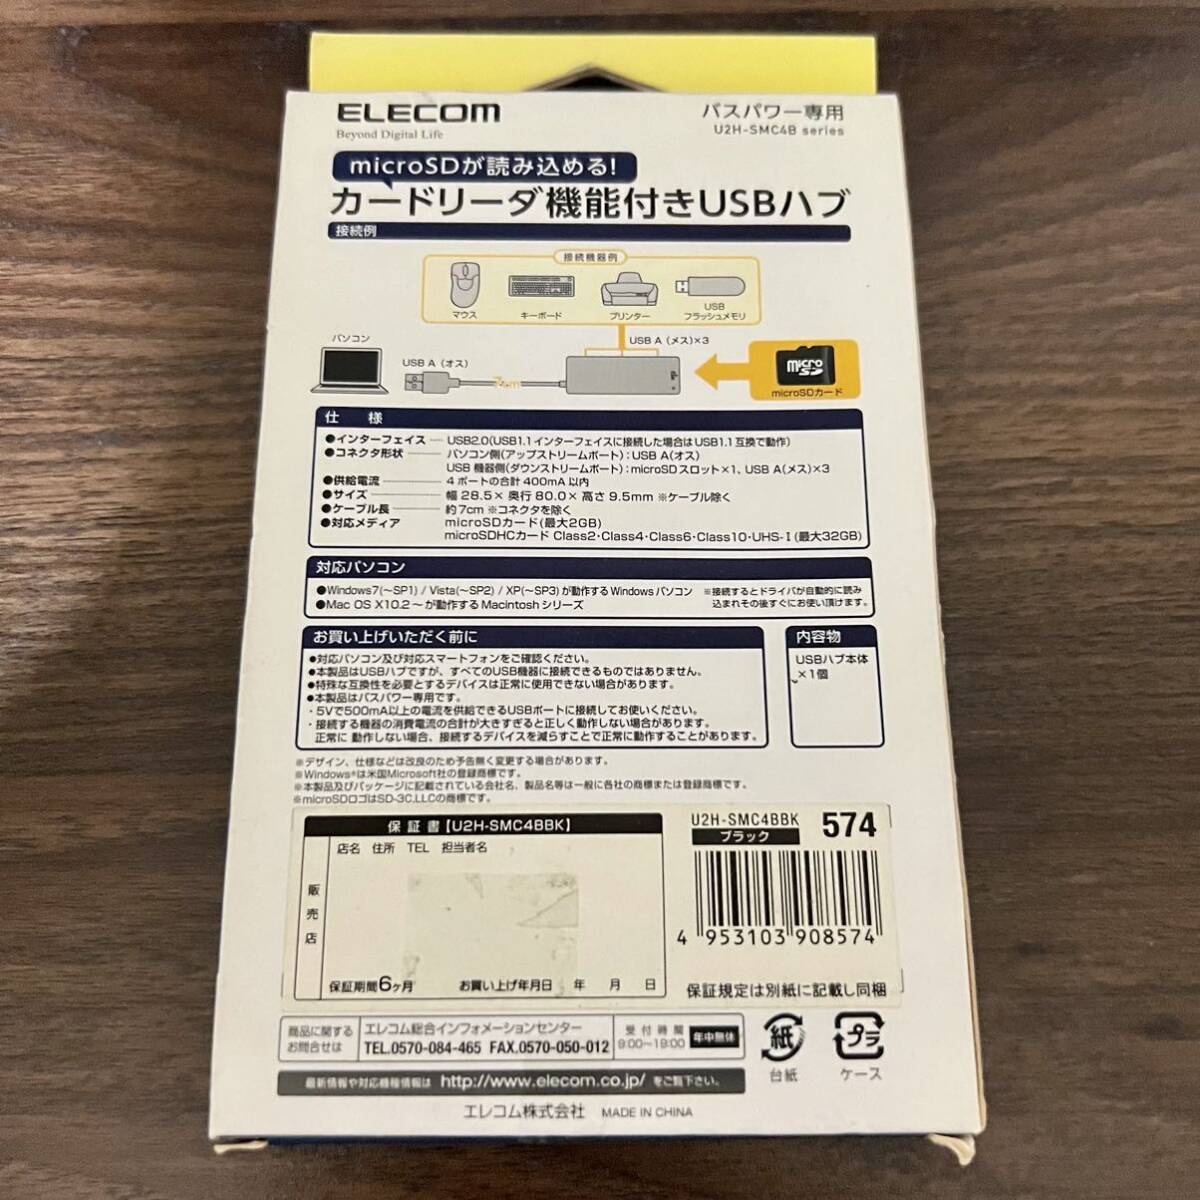 ELECOM
Beyond Digital Life
バスパワー専用
U2H-SMC4B series
microSDが読み込める!
カードリーダ機能付きUSBハブ
接続例
接続機器例
マウス
キーボード
プリンター
USB
フラッシュメモリ
パソコン
USB A (オス)
7cm
USB A (メス)×3
micro SD
microSDカード
仕 様
●インターフェイス USB2.0(USB1.1インターフェイスに接続した場合はUSB1.1互換で動作)
●コネクタ形状 パソコン側(アップストリームポート):USB A(オス)
USB 機器側(ダウンストリームポート):microSDスロット×1、USB A(メス)×3
●供給電流 4ポートの合計 400mA 以内
●サイズ 幅 28.5× 奥行 80.0× 高さ 9.5mm ※ケーブル除く
●ケーブル長 約7cm ※コネクタを除く
●対応メディア microSDカード(最大2GB)
microSDHCカード Class2・Class4・Class6・Class10・UHS-I(最大32GB)
対応パソコン
●Windows7(～SP1) / Vista(～SP2) / XP(～SP3)が動作するWindowsパソコン
●Mac OS X10.2～が動作するMacintoshシリーズ
※接続するとドライバが自動的に読み
込まれその後すぐにお使い頂けます。
お買い上げいただく前に
●対応パソコン及び対応スマートフォンをご確認ください。
●本製品はUSBハブですが、すべてのUSB機器に接続できるものではありません。
●特殊な互換性を必要とするデバイスは正常に使用できない場合があります。
●本製品はバスパワー専用です。
・5Vで500mA以上の電流を供給できるUSBポートに接続してお使いください。
・接続する機器の消費電流の合計が大きすぎると正しく動作しない場合があります。
正常に動作しない場合、接続するデバイスを減らすことで正常に動作することがあります。
内容物
USBハブ本体
×1個
※デザイン、仕様などは改良のため予告無く変更する場合があります。
※Windows®は米国Microsoft社の登録商標です。
※本製品及びパッケージに記載されている会社名、製品名等は一般に各社の商標または登録商標です。
※microSDロゴはSD-3C,LLCの商標です。
保証書【U2H-SMC4BBK】
店名 住所 TEL 担当者名
販売店
保証期間6ヶ月 お買い上げ年月日 年 月 日
U2H-SMC4BBK
ブラック
574
4 953103 908574
保証規定は別紙に記載し同梱
商品に関する
お問合せは
エレコム総合インフォメーションセンター
TEL.0570-084-465 FAX.0570-050-012
受付時間
9:00～19:00
年中無休
最新情報や対応機種情報は http://www.elecom.co.jp/ をご覧下さい。
紙
台紙
プラ
ケース
エレコム株式会社 MADE IN CHINA